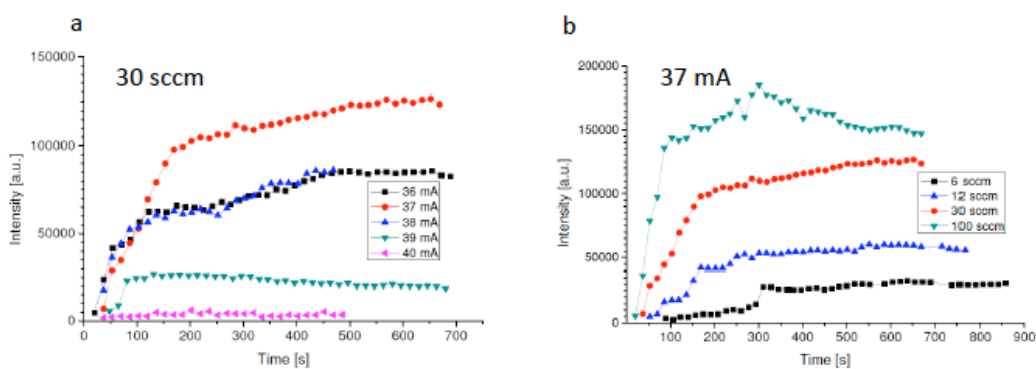 a
30 sccm
Intensity [a.u.]
150000
100000
50000
0
0 100 200 300 400 500 600 700
Time [s]
36 mA
37 mA
38 mA
39 mA
40 mA
b
37 mA
Intensity [a.u.]
200000
150000
100000
50000
0
0 100 200 300 400 500 600 700 800 900
Time [s]
6 sccm
12 sccm
30 sccm
100 sccm